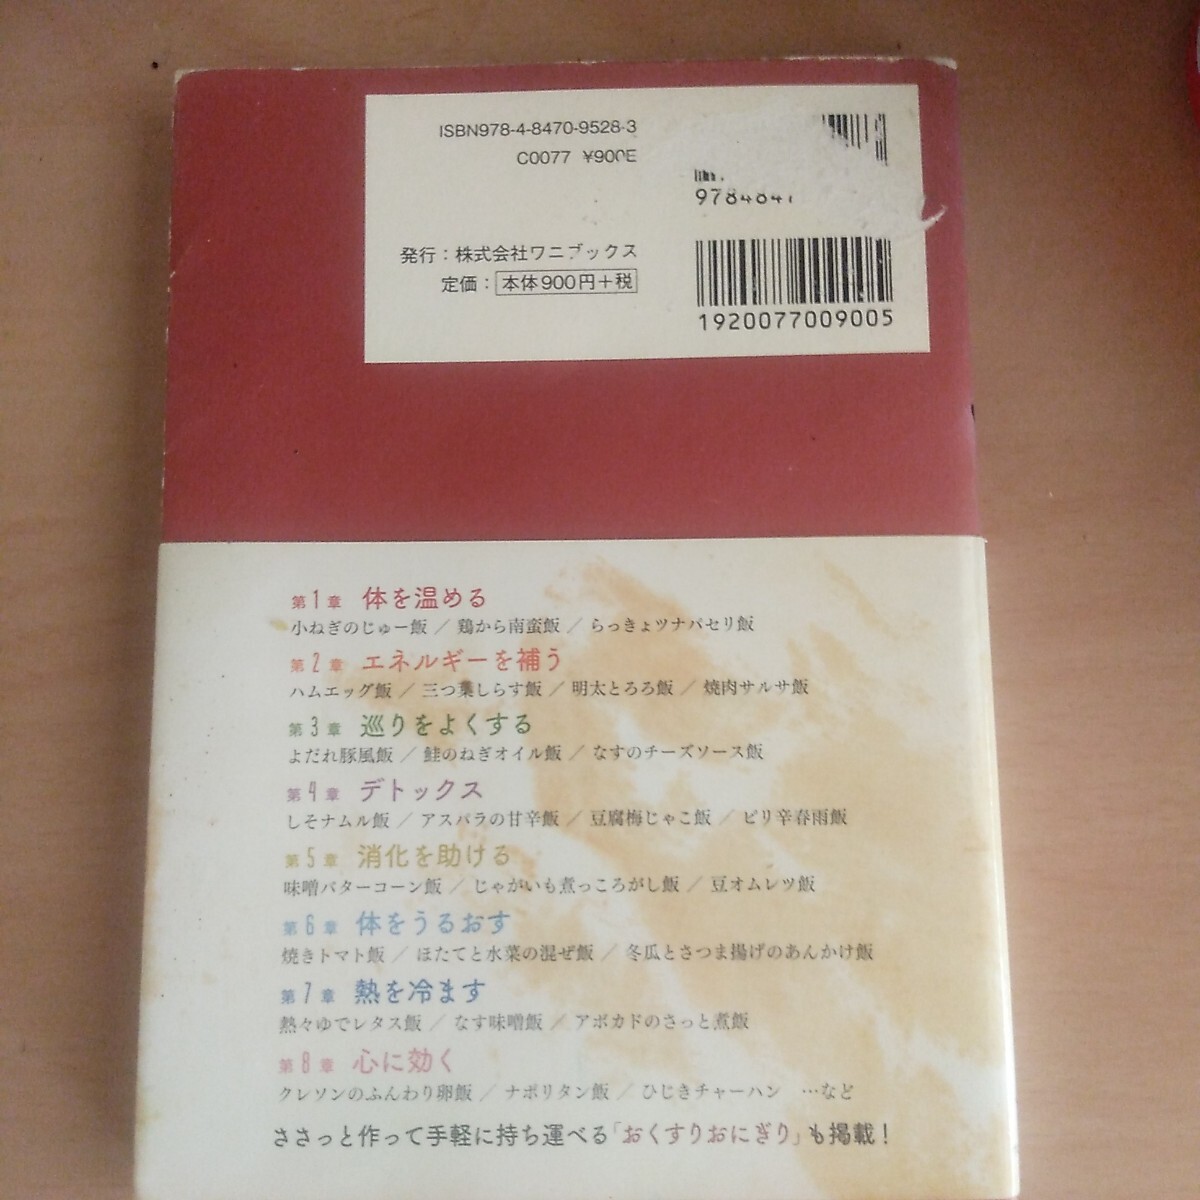 ISBN978-4-8470-9528-3
C0077 ¥900E
発行：株式会社ワニブックス
定価：本体900円＋税
1920077009005
第1章 体を温める
小ねぎのじゅー飯 ／ 鶏から南蛮飯 ／ らっきょツナパセリ飯
第2章 エネルギーを補う
ハムエッグ飯 ／ 三つ葉しらす飯 ／ 明太とろろ飯 ／ 焼肉サルサ飯
第3章 巡りをよくする
よだれ豚風飯 ／ 鮭のねぎオイル飯 ／ なすのチーズソース飯
第4章 デトックス
しそナムル飯 ／ アスパラの甘辛飯 ／ 豆腐梅じゃこ飯 ／ ピリ辛春雨飯
第5章 消化を助ける
味噌バターコーン飯 ／ じゃがいも煮っころがし飯 ／ 豆オムレツ飯
第6章 体をうるおす
焼きトマト飯 ／ ほたてと水菜の混ぜ飯 ／ 冬瓜とさつま揚げのあんかけ飯
第7章 熱を冷ます
熱々ゆでレタス飯 ／ なす味噌飯 ／ アボカドのさっと煮飯
第8章 心に効く
クレソンのふんわり卵飯 ／ ナポリタン飯 ／ ひじきチャーハン …など
ささっと作って手軽に持ち運べる「おくすりおにぎり」も掲載！